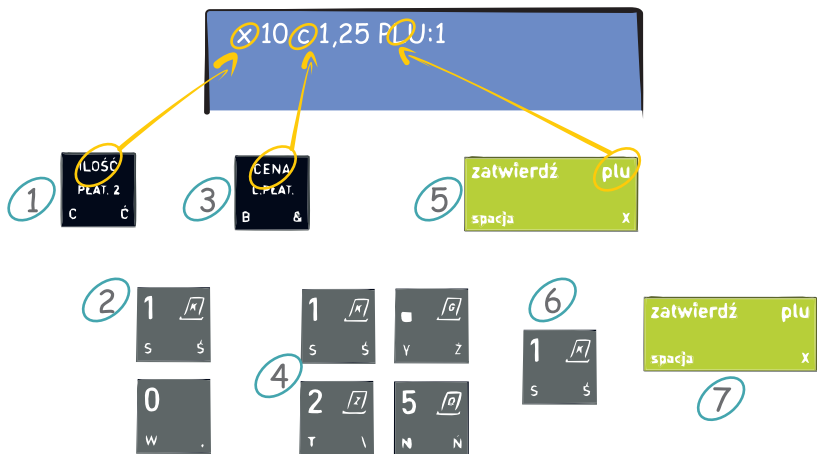 x 10 c 1,25 PLU:1
1
ILOŚĆ
PŁAT. 2
C Ć
3
CENA
L.PŁAT.
B &
5
zatwierdź plu
spacja X
2
1 K
S Ś
0
W .
4
1 K
S Ś
. G
Y Ż
2 I
T \
5 O
N Ń
6
1 K
S Ś
zatwierdź plu
spacja X
7